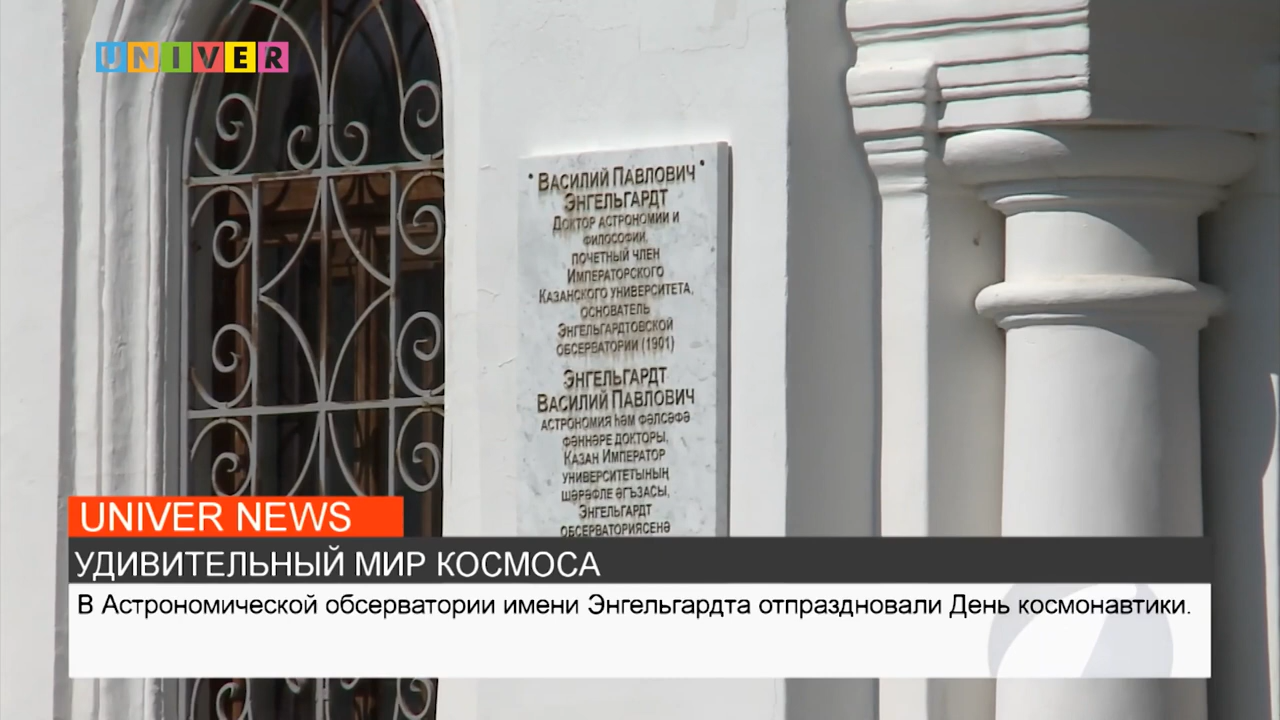 UNIVER
ВАСИЛИЙ ПАВЛОВИЧ
ЭНГЕЛЬГАРДТ
ДОКТОР АСТРОНОМИИ И
ФИЛОСОФИИ,
ПОЧЕТНЫЙ ЧЛЕН
ИМПЕРАТОРСКОГО
КАЗАНСКОГО УНИВЕРСИТЕТА,
ОСНОВАТЕЛЬ
ЭНГЕЛЬГАРДТОВСКОЙ
ОБСЕРВАТОРИИ (1901)
ЭНГЕЛЬГАРДТ
ВАСИЛИЙ ПАВЛОВИЧ
АСТРОНОМИЯ ҺӘМ ФӘЛСӘФӘ
ФӘННӘРЕ ДОКТОРЫ,
КАЗАН ИМПЕРАТОР
УНИВЕРСИТЕТЫНЫҢ
ШӘРӘФЛЕ ӘГЪЗАСЫ,
ЭНГЕЛЬГАРДТ
ОБСЕРВАТОРИЯСЕНӘ
UNIVER NEWS
УДИВИТЕЛЬНЫЙ МИР КОСМОСА
В Астрономической обсерватории имени Энгельгардта отпраздновали День космонавтики.